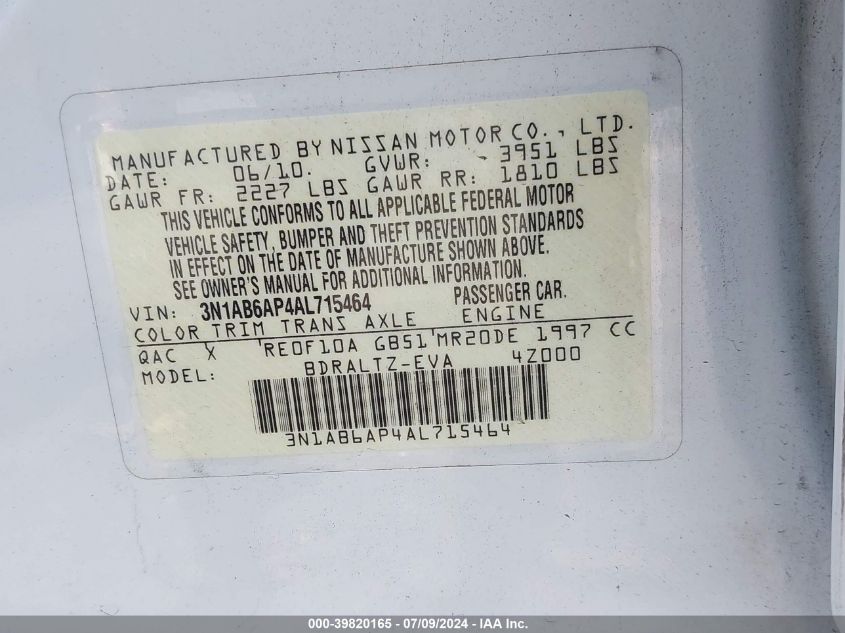 MANUFACTURED BY NISSAN MOTOR CO., LTD.
DATE: 06/10. GVWR: 3951 LBS
GAWR FR: 2227 LBS GAWR RR: 1810 LBS
THIS VEHICLE CONFORMS TO ALL APPLICABLE FEDERAL MOTOR
VEHICLE SAFETY, BUMPER AND THEFT PREVENTION STANDARDS
IN EFFECT ON THE DATE OF MANUFACTURE SHOWN ABOVE.
SEE OWNER'S MANUAL FOR ADDITIONAL INFORMATION.
VIN: 3N1AB6AP4AL715464 PASSENGER CAR.
COLOR TRIM TRANS AXLE ENGINE
QAC X RE0F10A GB51 MR20DE 1997 CC
MODEL: BDRALTZ-EVA 4Z000
3N1AB6AP4AL715464
000-39820165 - 07/09/2024 - IAA Inc.